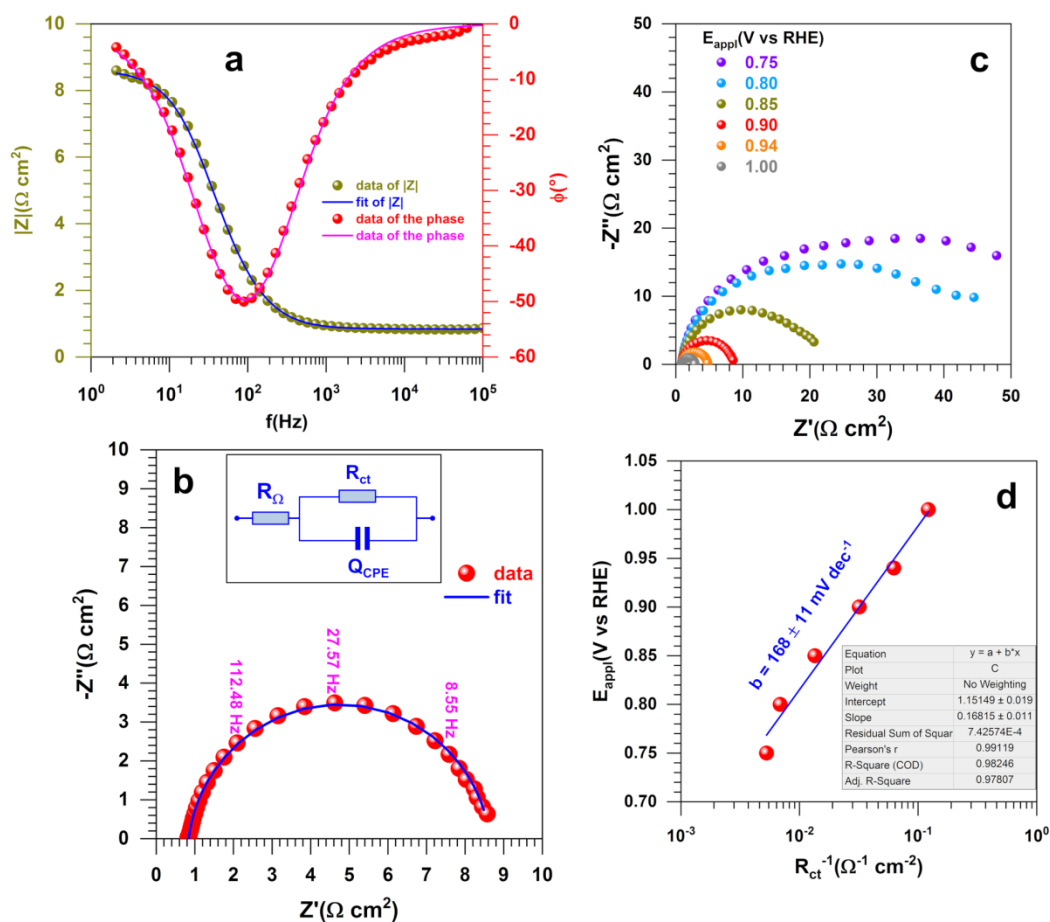 a
10
8
6
4
2
0
|Z|(Ω cm²)
0
-10
-20
-30
-40
-50
-60
ϕ(°)
data of |Z|
fit of |Z|
data of the phase
data of the phase
10⁰ 10¹ 10² 10³ 10⁴ 10⁵
f(Hz)
c
E_appl(V vs RHE)
0.75
0.80
0.85
0.90
0.94
1.00
50
40
30
20
10
0
-Z"(Ω cm²)
0 10 20 30 40 50
Z'(Ω cm²)
b
R_Ω
R_ct
Q_CPE
data
fit
112.48 Hz
27.57 Hz
8.55 Hz
10
9
8
7
6
5
4
3
2
1
0
-Z"(Ω cm²)
0 1 2 3 4 5 6 7 8 9 10
Z'(Ω cm²)
d
1.05
1.00
0.95
0.90
0.85
0.80
0.75
0.70
E_appl(V vs RHE)
b = 168 ± 11 mV dec⁻¹
Equation y = a + b*x
Plot C
Weight No Weighting
Intercept 1.15149 ± 0.019
Slope 0.16815 ± 0.011
Residual Sum of Squar 7.42574E-4
Pearson's r 0.99119
R-Square (COD) 0.98246
Adj. R-Square 0.97807
10⁻³ 10⁻² 10⁻¹ 10⁰
R_ct⁻¹(Ω⁻¹ cm⁻²)